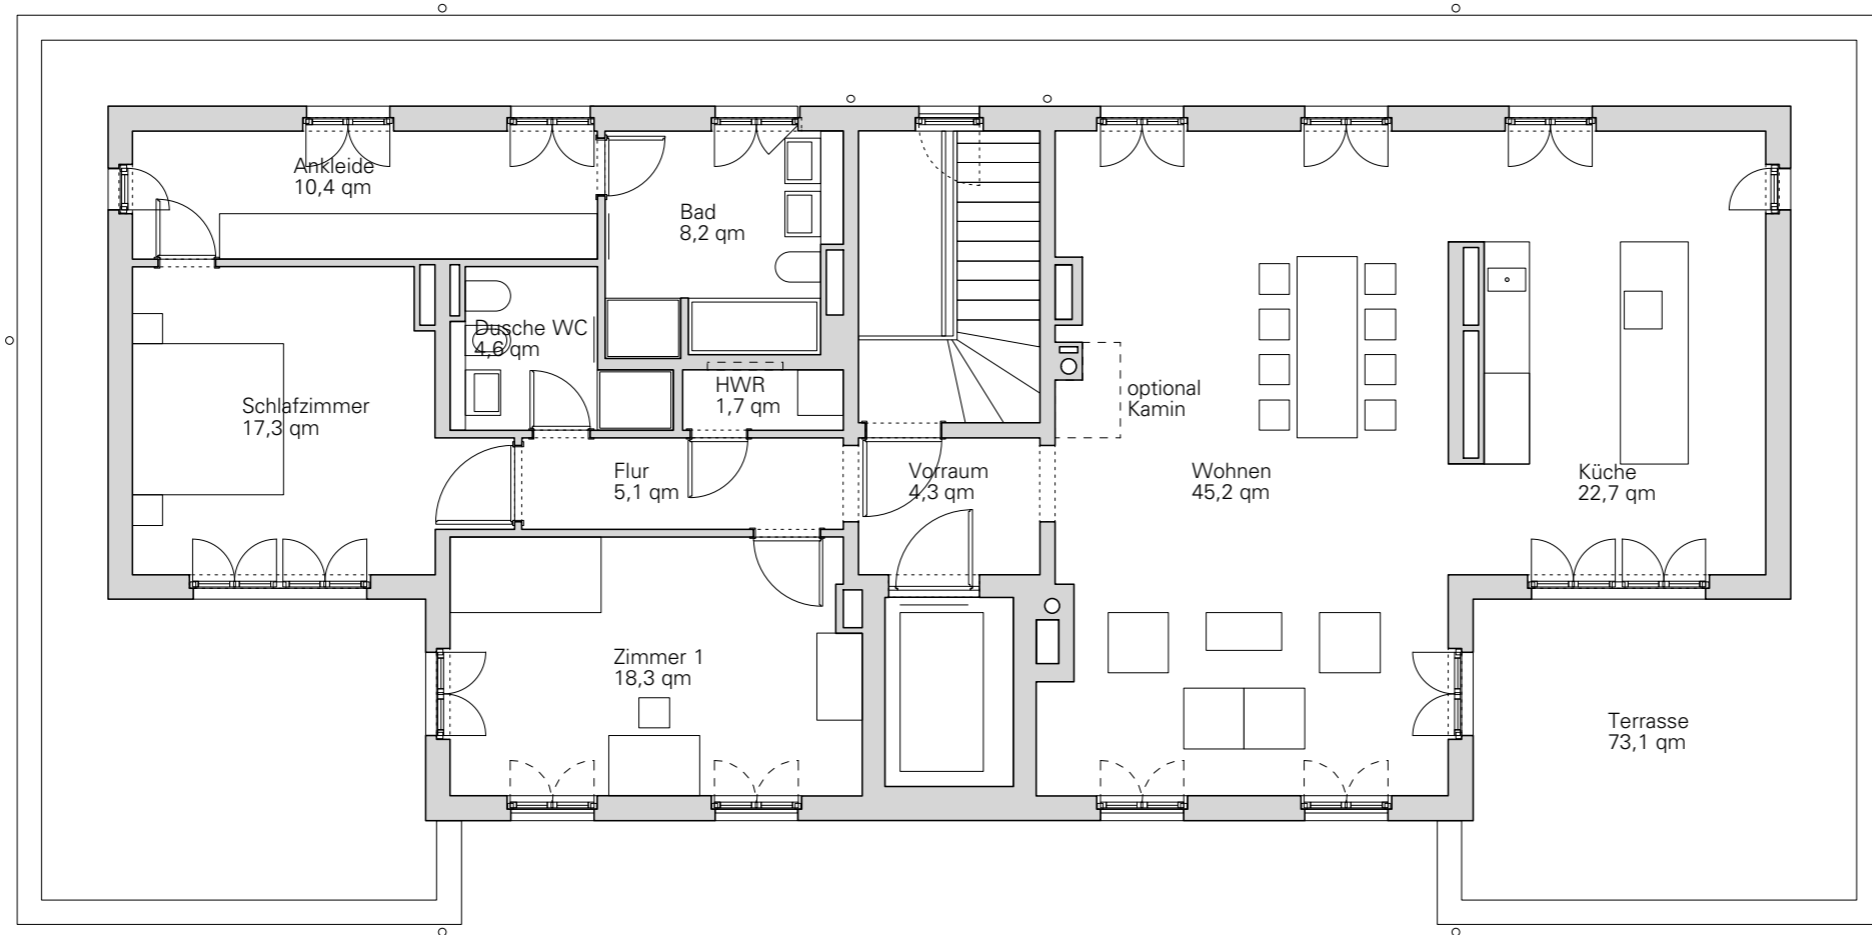 Ankleide
10,4 qm
Bad
8,2 qm
Dusche WC
4,6 qm
HWR
1,7 qm
optional
Kamin
Schlafzimmer
17,3 qm
Flur
5,1 qm
Vorraum
4,3 qm
Wohnen
45,2 qm
Küche
22,7 qm
Zimmer 1
18,3 qm
Terrasse
73,1 qm